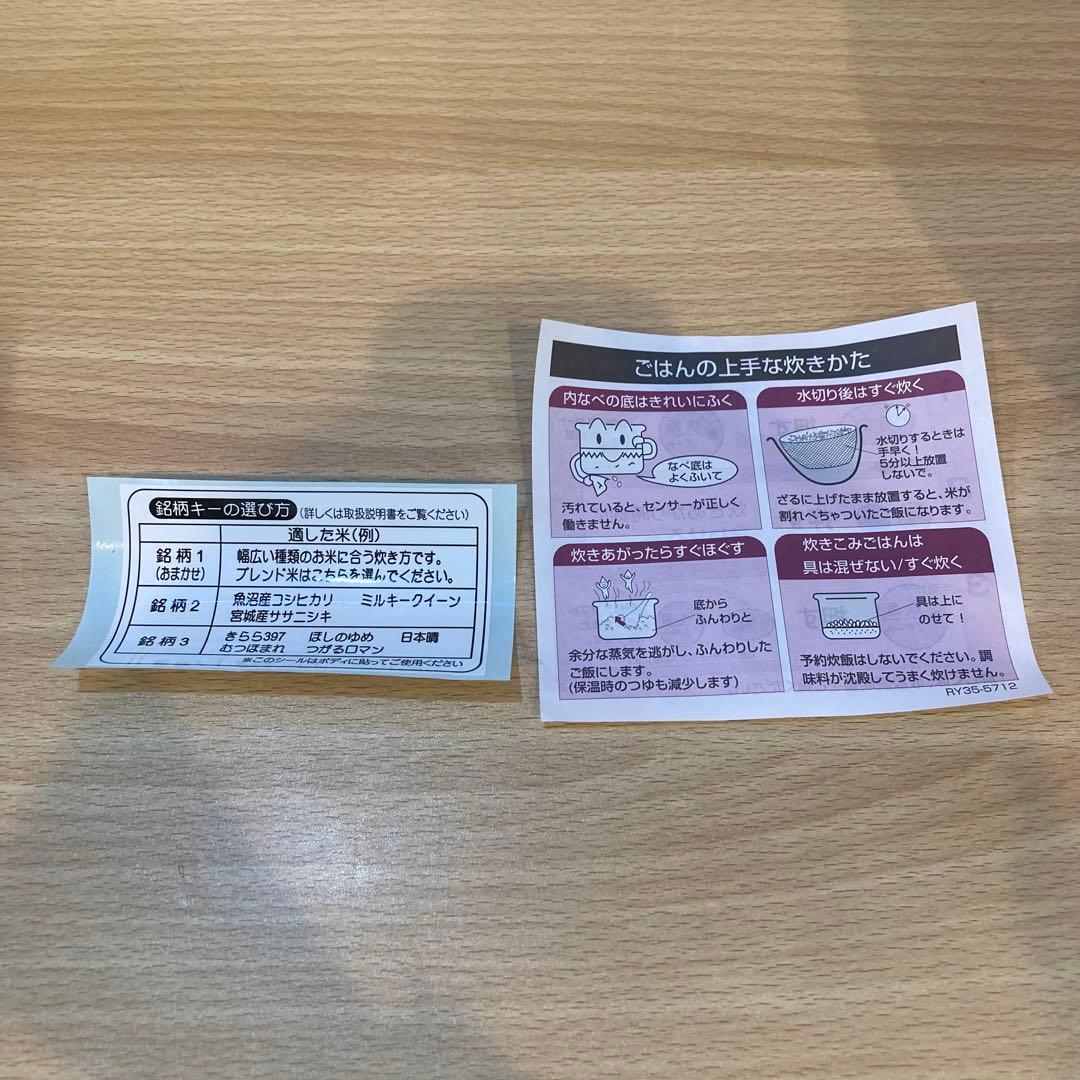 銘柄キーの選び方(詳しくは取扱説明書をご覧ください)
適した米(例)
銘柄1
(おまかせ)
幅広い種類のお米に合う炊き方です。
ブレンド米はこちらを選んでください。
銘柄2
魚沼産コシヒカリ ミルキークイーン
宮城産ササニシキ
銘柄3
きらら397 ほしのゆめ 日本晴
むつほまれ つがるロマン
※このシールはボディに貼ってご使用ください
ごはんの上手な炊きかた
内なべの底はきれいにふく
なべ底は
よくふいて
汚れていると、センサーが正しく
働きません。
水切り後はすぐ炊く
水切りするときは
手早く!
5分以上放置
しないで。
ざるに上げたまま放置すると、米が
割れべちゃついたご飯になります。
炊きあがったらすぐほぐす
底から
ふんわりと
余分な蒸気を逃がし、ふんわりした
ご飯にします。
(保温時のつゆも減少します)
炊きこみごはんは
具は混ぜない/すぐ炊く
具は上に
のせて!
予約炊飯はしないでください。調
味料が沈殿してうまく炊けません。
RY35-5712